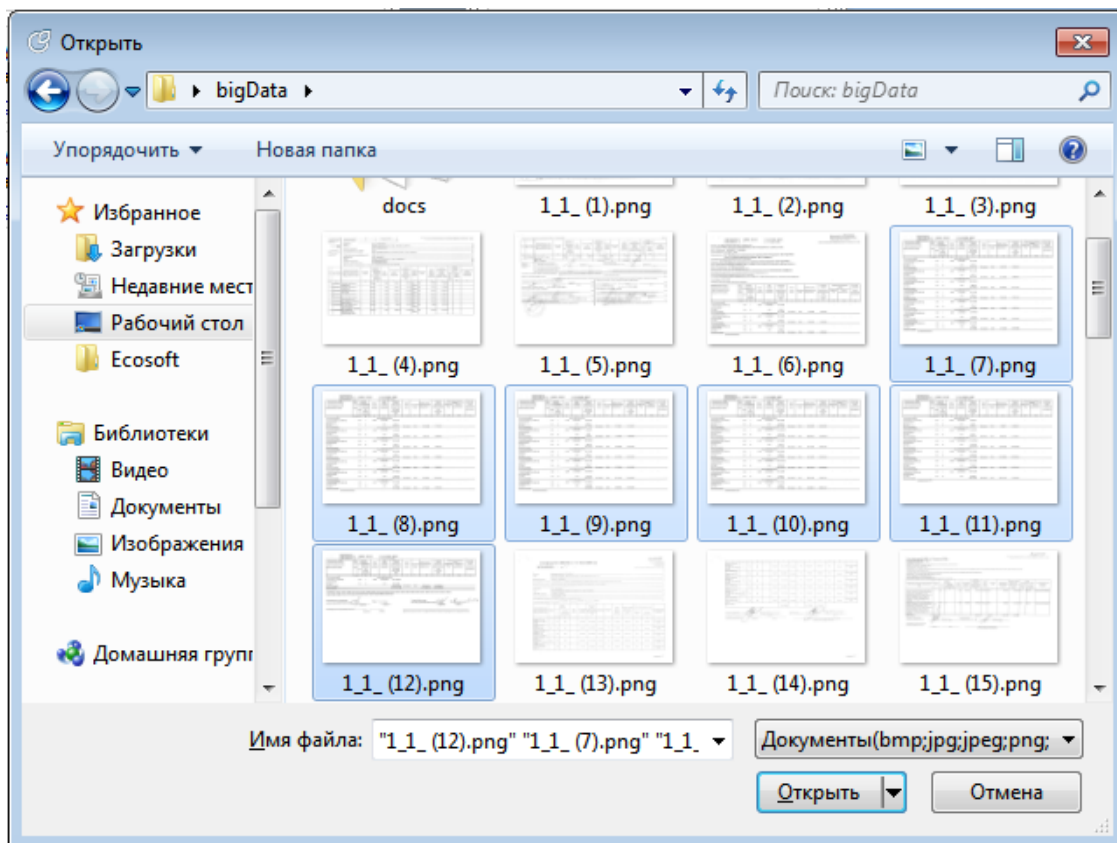 Открыть
bigData
Поиск: bigData
Упорядочить
Новая папка
Избранное
Загрузки
Недавние мест
Рабочий стол
Ecosoft
Библиотеки
Видео
Документы
Изображения
Музыка
Домашняя групп
docs
1_1_ (1).png
1_1_ (2).png
1_1_ (3).png
1_1_ (4).png
1_1_ (5).png
1_1_ (6).png
1_1_ (7).png
1_1_ (8).png
1_1_ (9).png
1_1_ (10).png
1_1_ (11).png
1_1_ (12).png
1_1_ (13).png
1_1_ (14).png
1_1_ (15).png
Имя файла: "1_1_ (12).png" "1_1_ (7).png" "1_1_
Документы(bmp;jpg;jpeg;png;
Открыть
Отмена